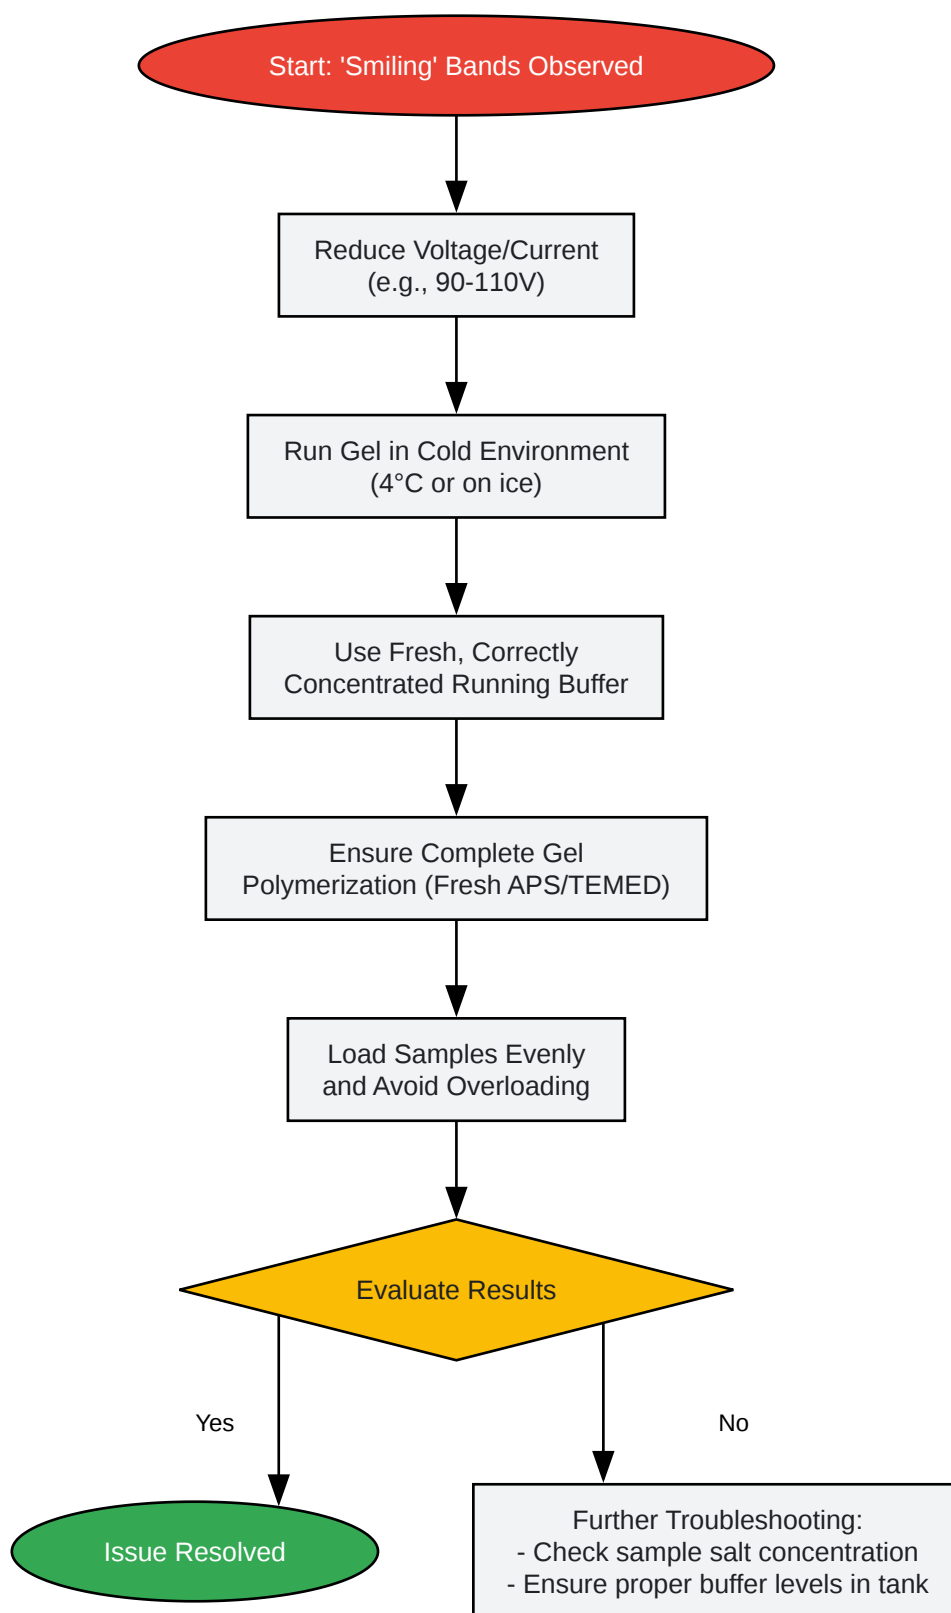 Start: 'Smiling' Bands Observed
Reduce Voltage/Current
(e.g., 90-110V)
Run Gel in Cold Environment
(4°C or on ice)
Use Fresh, Correctly
Concentrated Running Buffer
Ensure Complete Gel
Polymerization (Fresh APS/TEMED)
Load Samples Evenly
and Avoid Overloading
Evaluate Results
Yes
No
Issue Resolved
Further Troubleshooting:
- Check sample salt concentration
- Ensure proper buffer levels in tank